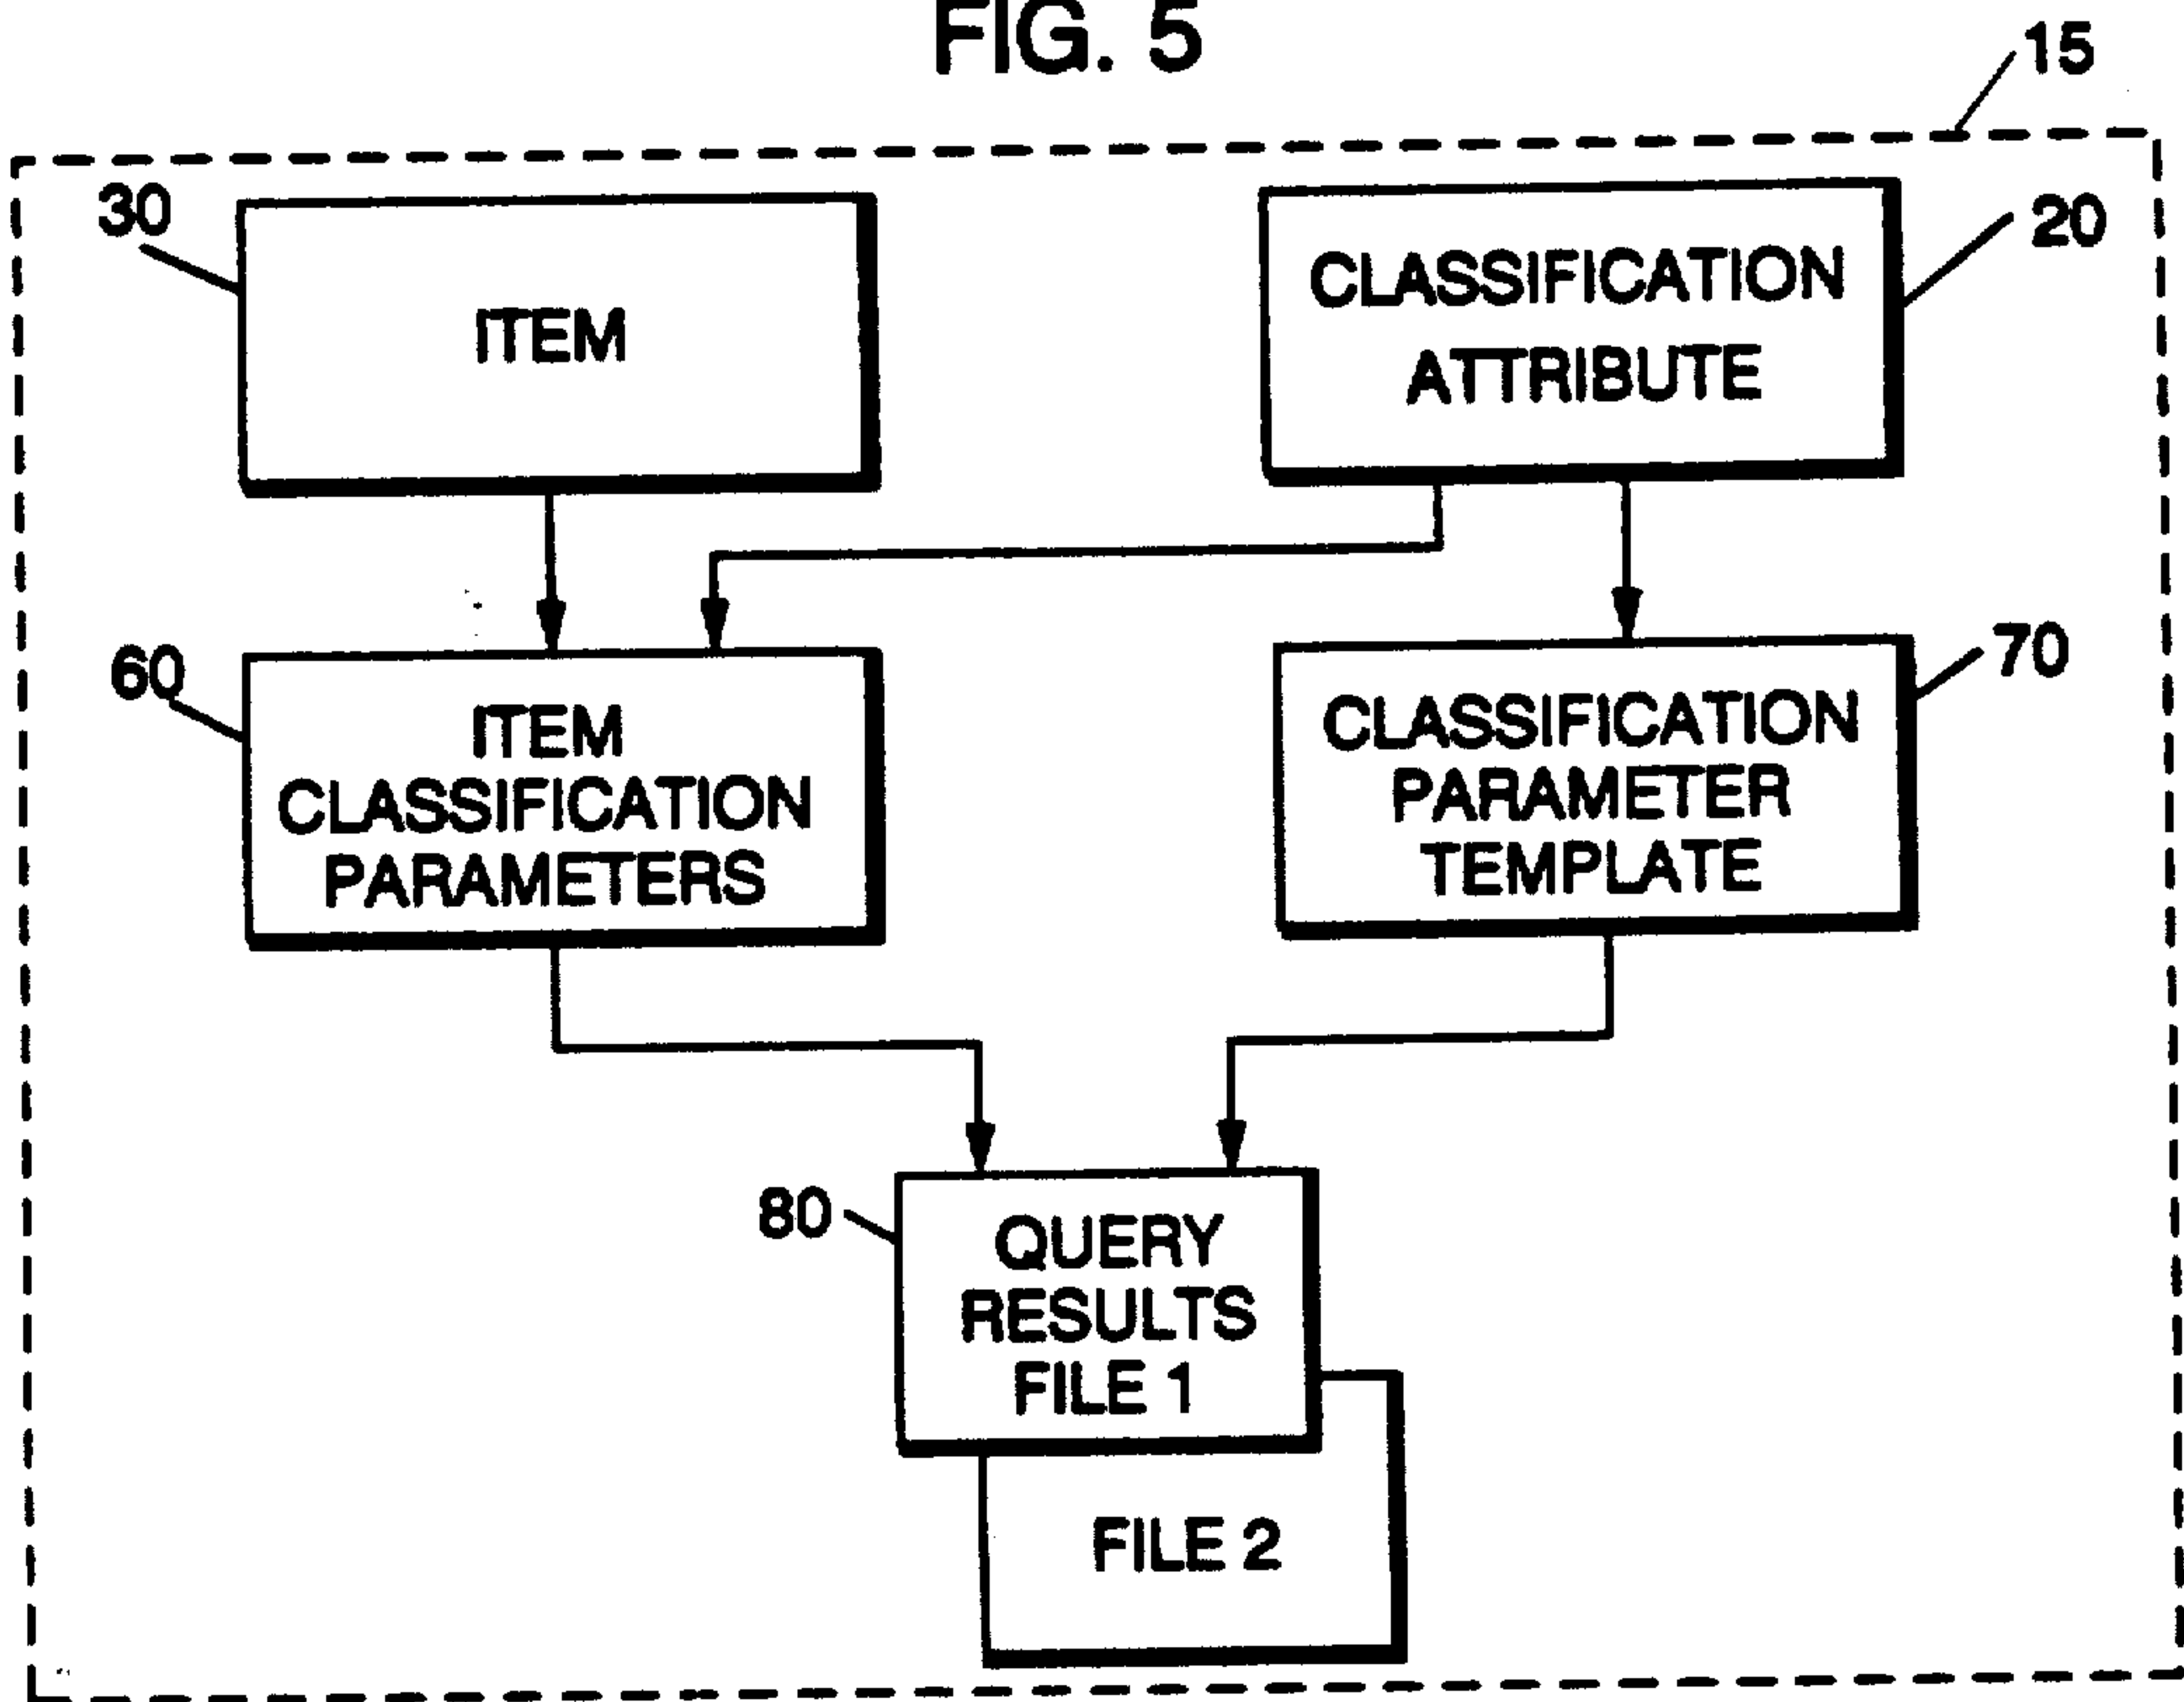 FIG. 5
15
30
ITEM
CLASSIFICATION
ATTRIBUTE
20
60
ITEM
CLASSIFICATION
PARAMETERS
CLASSIFICATION
PARAMETER
TEMPLATE
70
80
QUERY
RESULTS
FILE 1
FILE 2